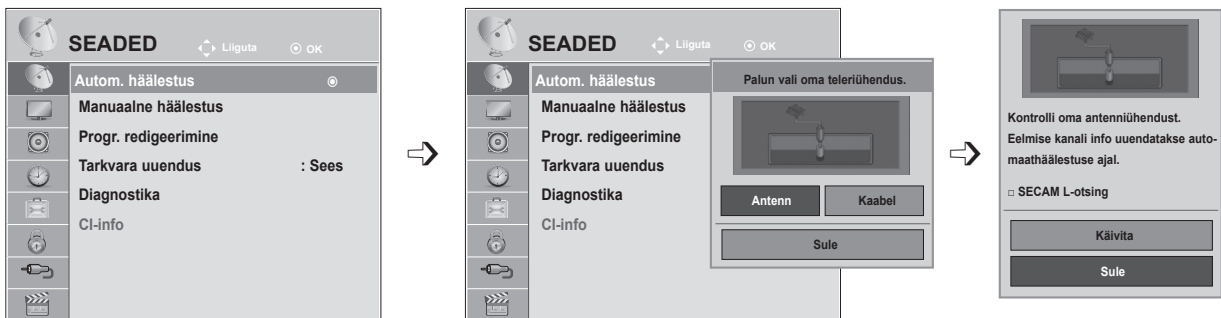 SEADED Liiguta OK
Autom. häälestus
Manuaalne häälestus
Progr. redigeerimine
Tarkvara uuendus : Sees
Diagnostika
CI-info
SEADED Liiguta OK
Autom. häälestus
Manuaalne häälestus
Progr. redigeerimine
Tarkvara uuendus
Diagnostika
CI-info
Palun vali oma teleriühendus.
Antenn Kaabel
Sule
Kontrolli oma antenniühendust.
Eelmise kanali info uuendatakse auto-
maathäälestuse ajal.
□ SECAM L-otsing
Käivita
Sule